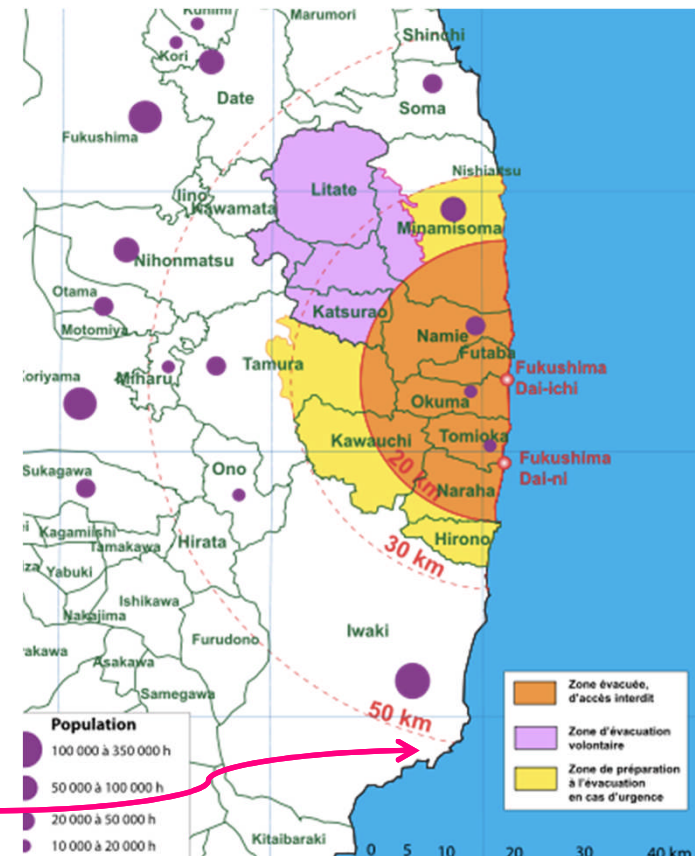 Kunimi
Marumori
Shinchi
Kori
Date
Soma
Fukushima
Litate
Nishiaktsu
Iino
Kawamata
Minamisoma
Nihonmatsu
Otama
Katsurao
Motomiya
Namie
Futaba
Miharu
Tamura
Fukushima
Dai-ichi
Koriyama
Okuma
Kawauchi
Tomioka
20 km
Fukushima
Dai-ni
Sukagawa
Ono
Naraha
Kagamiishi
Hirata
Hirono
Tamakawa
30 km
Yabuki
Ishikawa
Nakajima
Iwaki
Furudono
Asakawa
Samegawa
50 km
Zone évacuée,
d'accès interdit
Zone d'évacuation
volontaire
Zone de préparation
à l'évacuation
en cas d'urgence
Population
100 000 à 350 000 h
50 000 à 100 000 h
20 000 à 50 000 h
10 000 à 20 000 h
Kitaibaraki
0 5 10 20 30 40 km